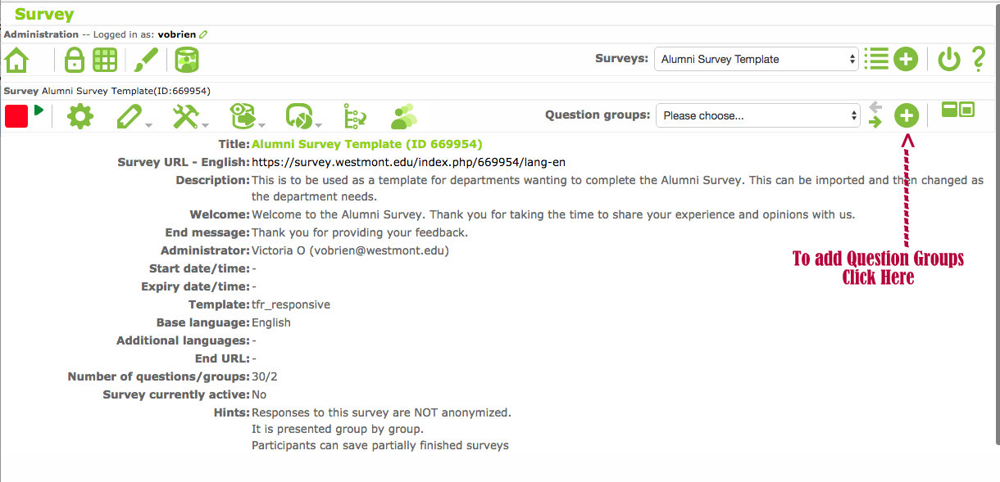 Survey
Administration -- Logged in as: vobrien
Surveys: Alumni Survey Template
Survey Alumni Survey Template(ID:669954)
Question groups: Please choose...
Title: Alumni Survey Template (ID 669954)
Survey URL - English: https://survey.westmont.edu/index.php/669954/lang-en
Description: This is to be used as a template for departments wanting to complete the Alumni Survey. This can be imported and then changed as
the department needs.
Welcome: Welcome to the Alumni Survey. Thank you for taking the time to share your experience and opinions with us.
End message: Thank you for providing your feedback.
Administrator: Victoria O (vobrien@westmont.edu)
To add Question Groups
Click Here
Start date/time: -
Expiry date/time: -
Template: tfr_responsive
Base language: English
Additional languages: -
End URL: -
Number of questions/groups: 30/2
Survey currently active: No
Hints: Responses to this survey are NOT anonymized.
It is presented group by group.
Participants can save partially finished surveys